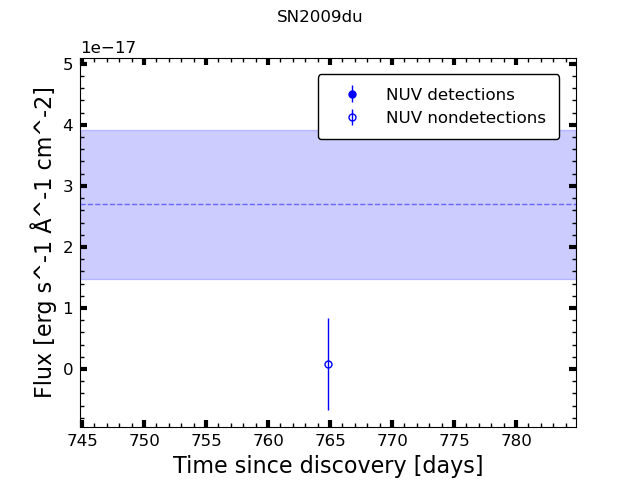 SN2009du
1e−17
5
4
3
2
1
0
Flux [erg s^-1 Å^-1 cm^-2]
NUV detections
NUV nondetections
745 750 755 760 765 770 775 780
Time since discovery [days]